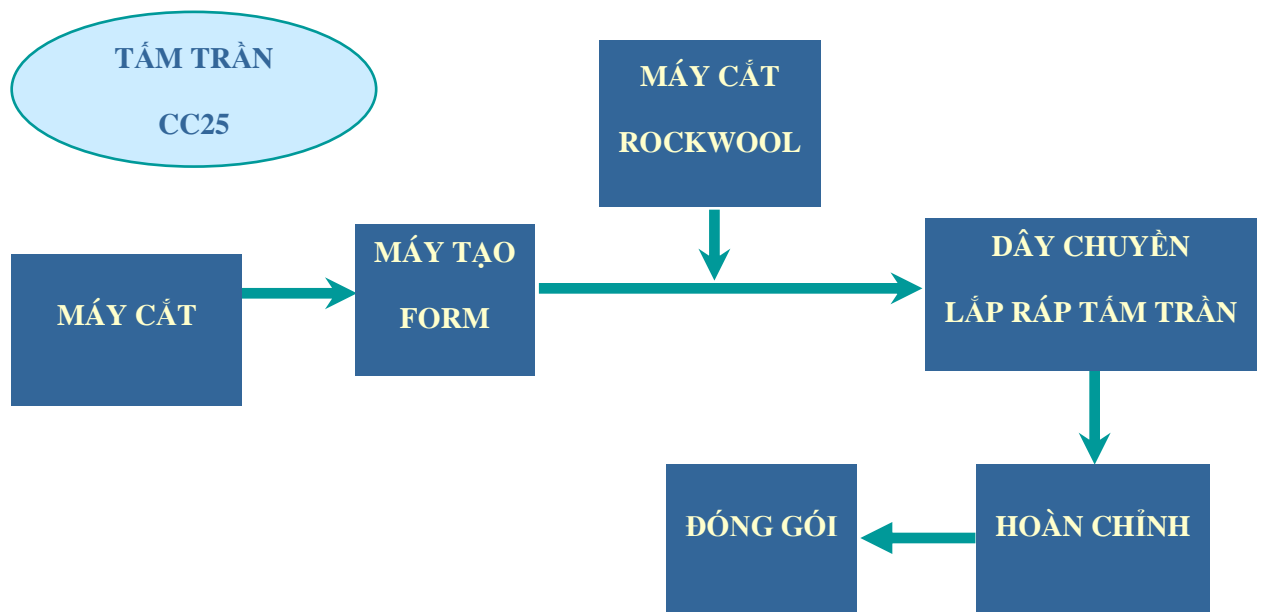 TẤM TRẦN
CC25
MÁY CẮT
ROCKWOOL
MÁY CẮT
MÁY TẠO
FORM
DÂY CHUYỀN
LẮP RÁP TẤM TRẦN
ĐÓNG GÓI
HOÀN CHỈNH